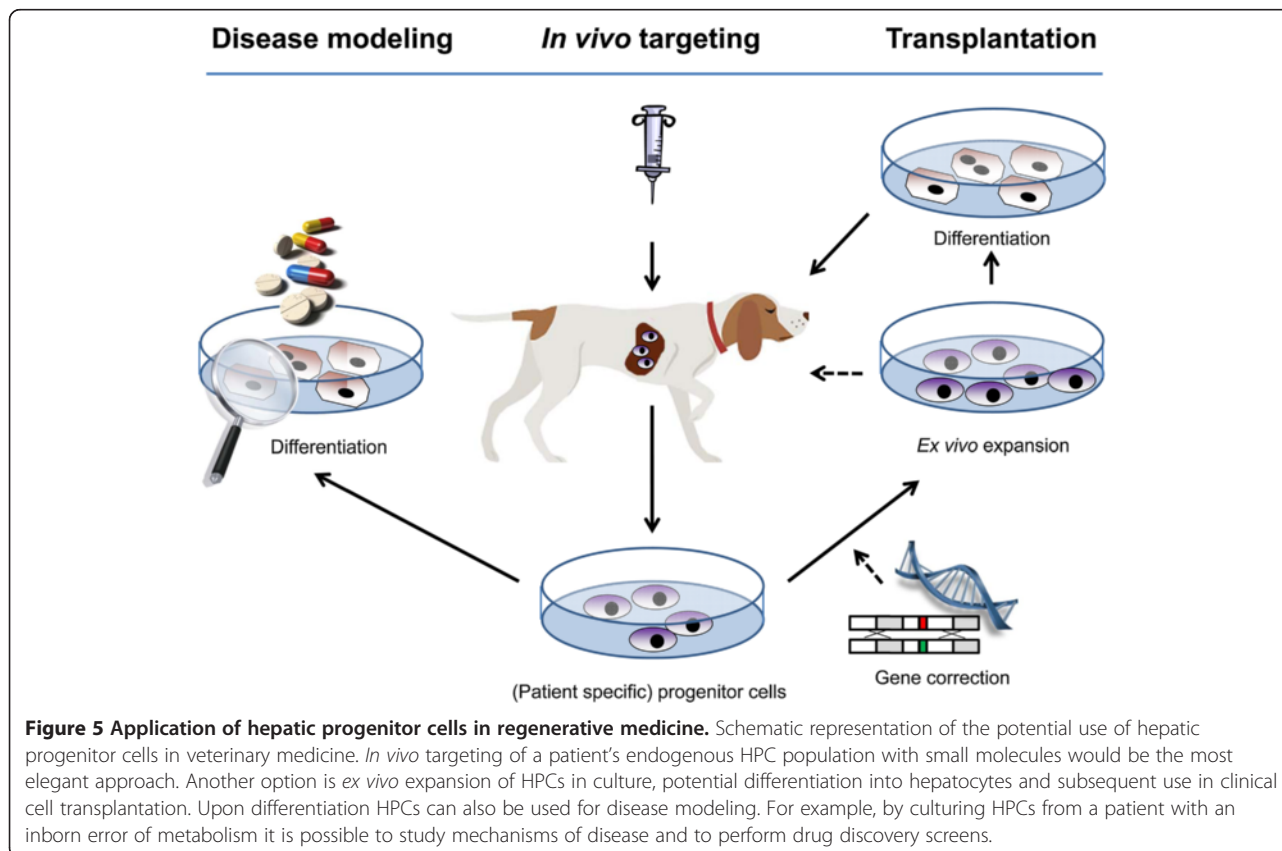 Disease modeling In vivo targeting Transplantation
Differentiation
Differentiation
Ex vivo expansion
(Patient specific) progenitor cells
Gene correction
Figure 5 Application of hepatic progenitor cells in regenerative medicine. Schematic representation of the potential use of hepatic
progenitor cells in veterinary medicine. In vivo targeting of a patient's endogenous HPC population with small molecules would be the most
elegant approach. Another option is ex vivo expansion of HPCs in culture, potential differentiation into hepatocytes and subsequent use in clinical
cell transplantation. Upon differentiation HPCs can also be used for disease modeling. For example, by culturing HPCs from a patient with an
inborn error of metabolism it is possible to study mechanisms of disease and to perform drug discovery screens.